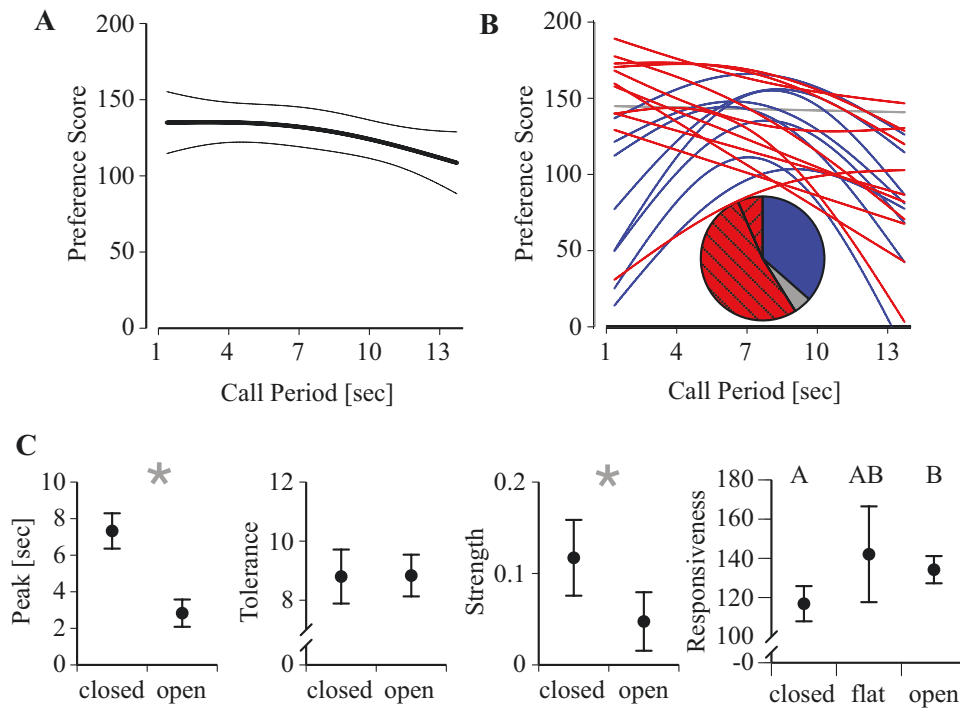 A
200
150
100
50
0
Preference Score
1 4 7 10 13
Call Period [sec]
B
200
150
100
50
0
Preference Score
1 4 7 10 13
Call Period [sec]
C
10
8
6
4
2
0
Peak [sec]
*
closed open
12
10
8
0
Tolerance
closed open
0.2
0.1
0
Strength
*
closed open
180
160
140
120
100
-0
Responsiveness
A AB B
closed flat open